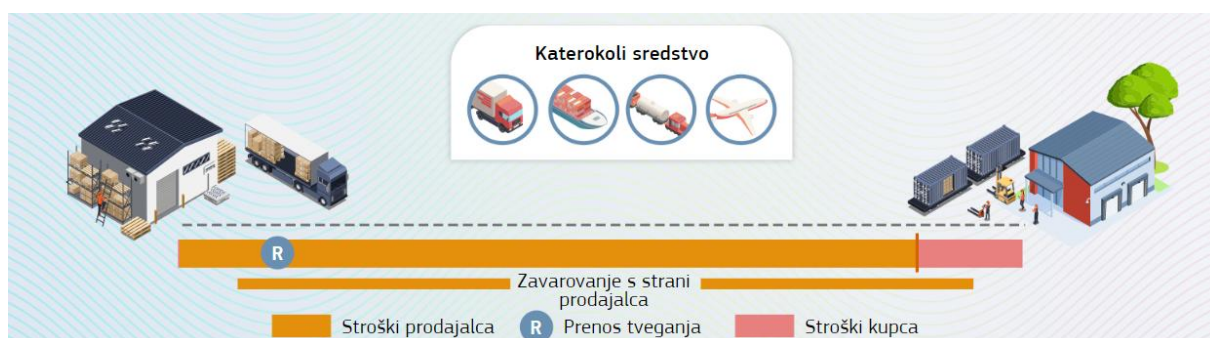 Katerokoli sredstvo
R
Zavarovanje s strani
prodajalca
Stroški prodajalca
R
Prenos tveganja
Stroški kupca